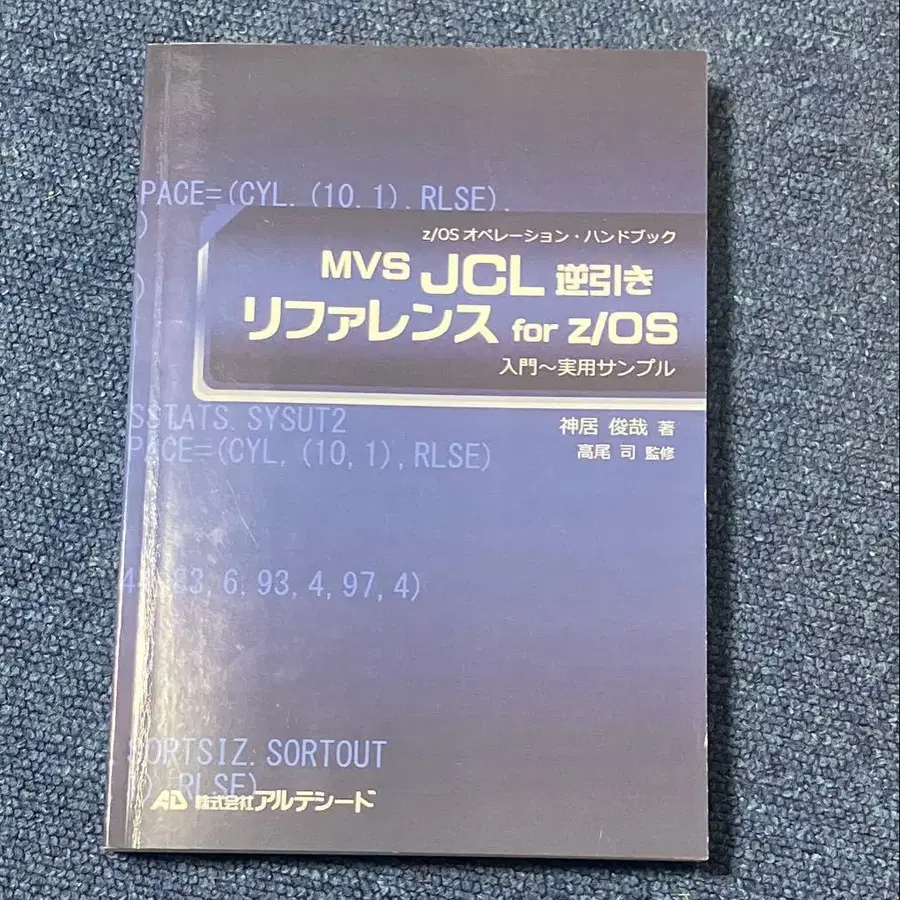 PACE=(CYL,(10,1),RLSE),
)
z/OS オペレーション・ハンドブック
MVS JCL 逆引き
リファレンス for z/OS
入門～実用サンプル
神居 俊哉 著
高尾 司 監修
SSTATS.SYSUT2
PACE=(CYL,(10,1),RLSE)
83,6,93,4,97,4)
SORTSIZ.SORTOUT
),RLSE)
AD 株式会社アルテシード